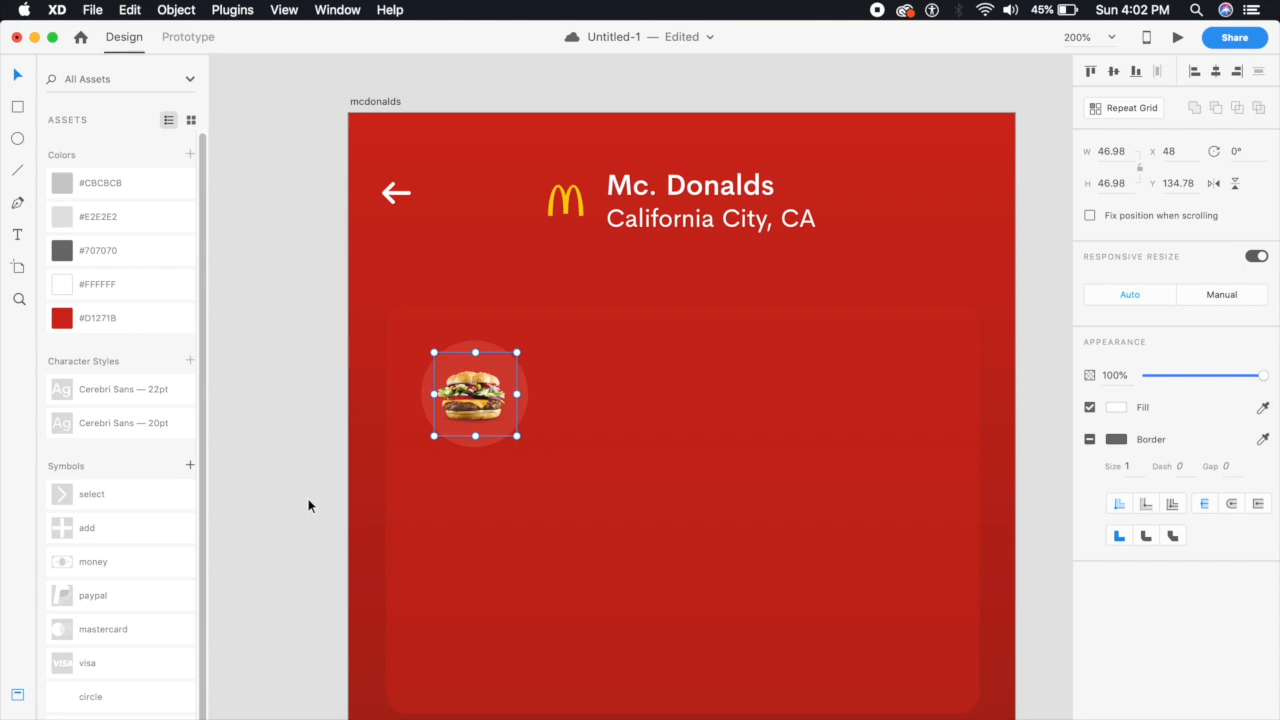 XD File Edit Object Plugins View Window Help 45% Sun 4:02 PM
Design Prototype Untitled-1 — Edited 200% Share
All Assets
ASSETS
Colors
#CBCBCB
#E2E2E2
#707070
#FFFFFF
#D1271B
Character Styles
Ag Cerebri Sans — 22pt
Ag Cerebri Sans — 20pt
Symbols
select
add
money
paypal
mastercard
VISA visa
circle
mcdonalds
Mc. Donalds
California City, CA
Repeat Grid
W 46.98 X 48 0°
H 46.98 Y 134.78
Fix position when scrolling
RESPONSIVE RESIZE
Auto Manual
APPEARANCE
100%
Fill
Border
Size 1 Dash 0 Gap 0